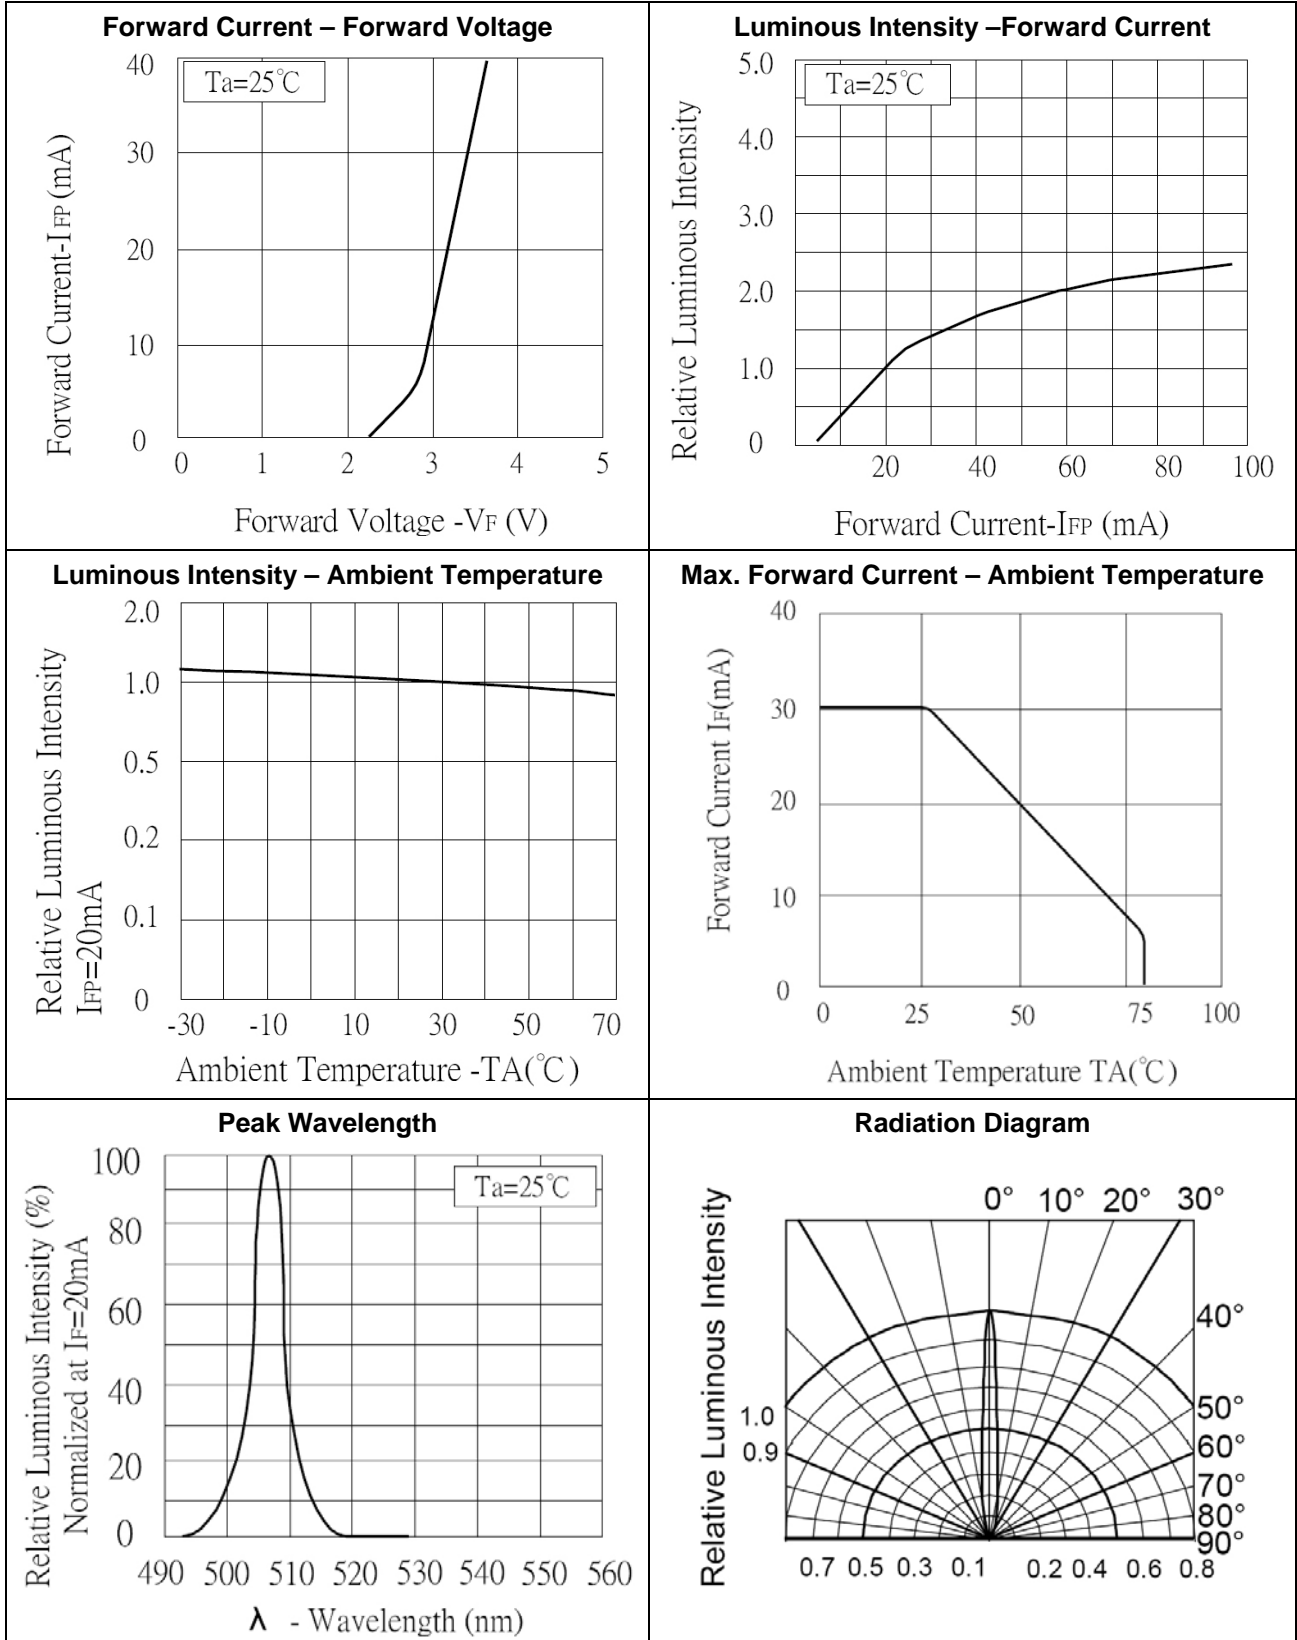 Forward Current – Forward Voltage
Ta=25℃
Forward Current-IFP (mA)
40
30
20
10
0
0 1 2 3 4 5
Forward Voltage -VF (V)
Luminous Intensity –Forward Current
Ta=25℃
Relative Luminous Intensity
5.0
4.0
3.0
2.0
1.0
0
20 40 60 80 100
Forward Current-IFP (mA)
Luminous Intensity – Ambient Temperature
Relative Luminous Intensity
IFP=20mA
2.0
1.0
0.5
0.2
0.1
0
-30 -10 10 30 50 70
Ambient Temperature -TA(℃)
Max. Forward Current – Ambient Temperature
Forward Current IF(mA)
40
30
20
10
0
0 25 50 75 100
Ambient Temperature TA(℃)
Peak Wavelength
Ta=25℃
Relative Luminous Intensity (%)
Normalized at IF=20mA
100
80
60
40
20
0
490 500 510 520 530 540 550 560
λ - Wavelength (nm)
Radiation Diagram
Relative Luminous Intensity
0° 10° 20° 30°
40°
50°
60°
70°
80°
90°
1.0
0.9
0.7 0.5 0.3 0.1 0.2 0.4 0.6 0.8